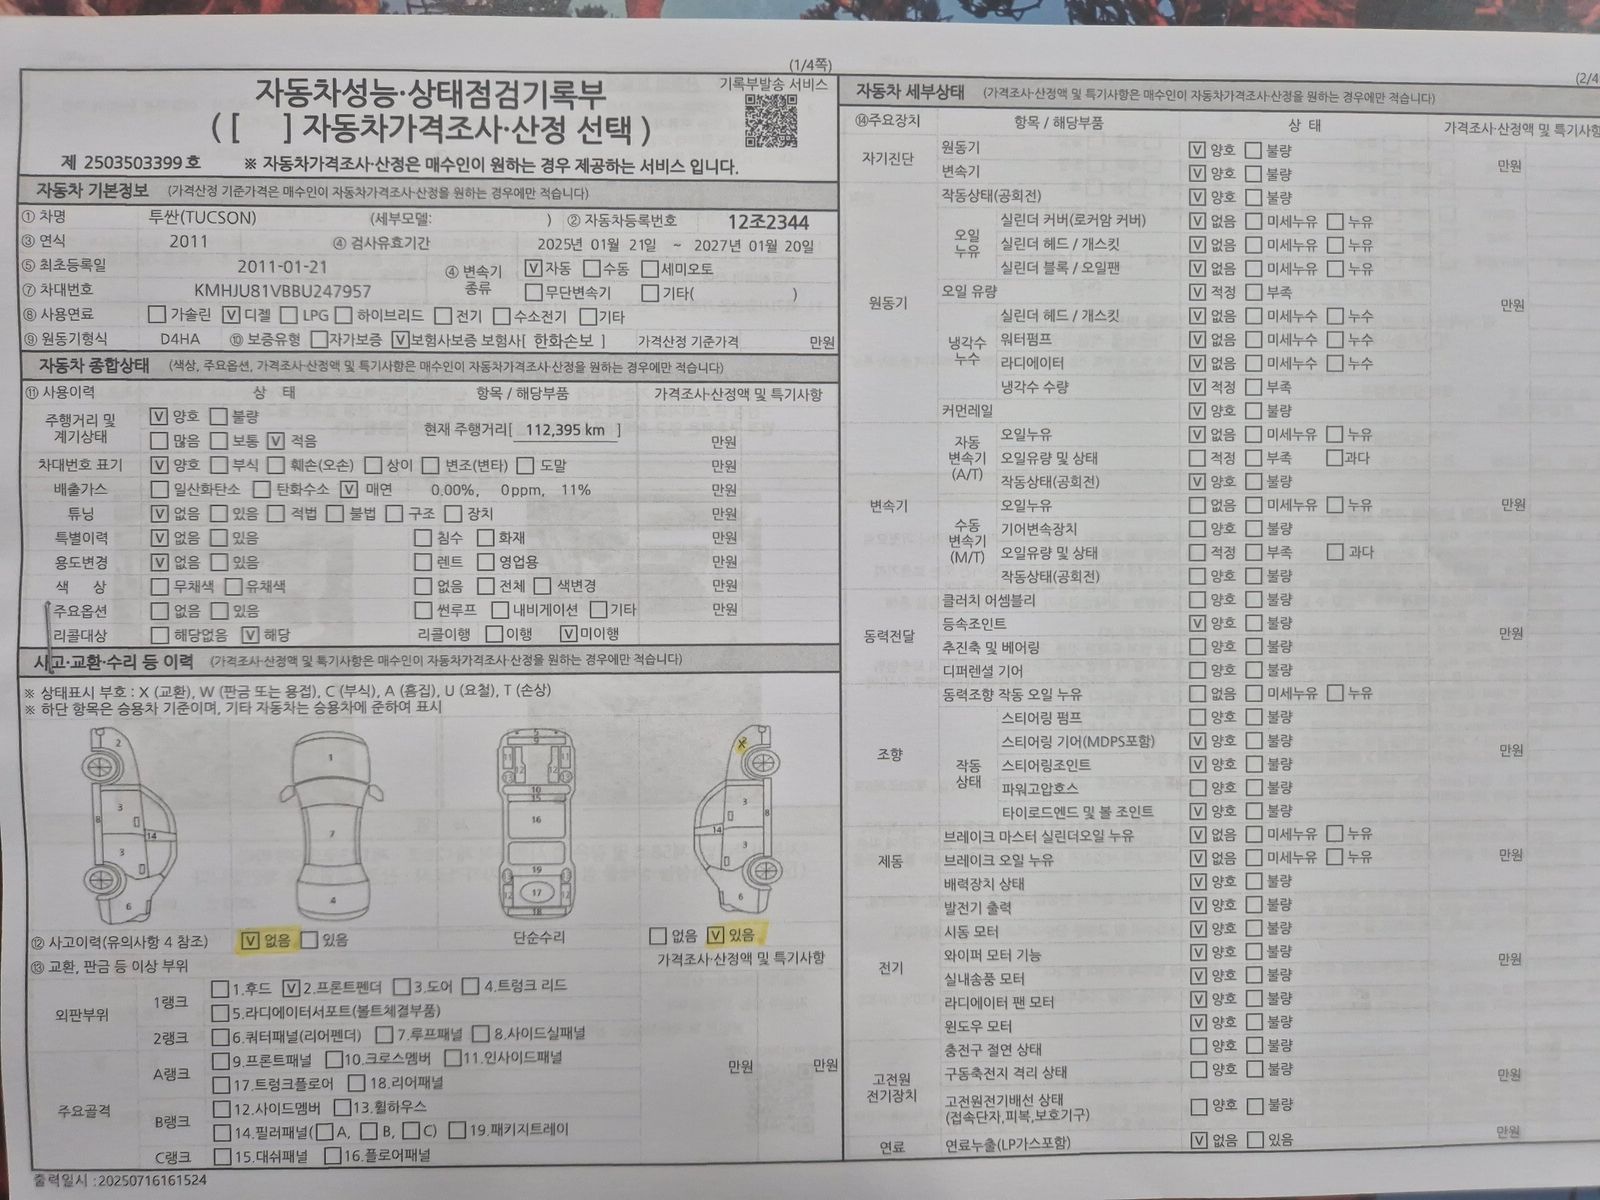 (1/4쪽)
자동차성능·상태점검기록부
( [ ] 자동차가격조사·산정 선택 )
기록부발송 서비스
제 2503503399 호 ※ 자동차가격조사·산정은 매수인이 원하는 경우 제공하는 서비스 입니다.
자동차 기본정보 (가격산정 기준가격은 매수인이 자동차가격조사·산정을 원하는 경우에만 적습니다)
① 차명 투싼(TUCSON) (세부모델: ) ② 자동차등록번호 12조2344
③ 연식 2011 ④ 검사유효기간 2025년 01월 21일 ~ 2027년 01월 20일
⑤ 최초등록일 2011-01-21 ④ 변속기 종류 [V]자동 [ ]수동 [ ]세미오토
⑦ 차대번호 KMHJU81VBBU247957 [ ]무단변속기 [ ]기타( )
⑧ 사용연료 [ ]가솔린 [V]디젤 [ ]LPG [ ]하이브리드 [ ]전기 [ ]수소전기 [ ]기타
⑨ 원동기형식 D4HA ⑩ 보증유형 [ ]자가보증 [V]보험사보증 보험사[ 한화손보 ] 가격산정 기준가격 만원
자동차 종합상태 (색상, 주요옵션, 가격조사·산정액 및 특기사항은 매수인이 자동차가격조사·산정을 원하는 경우에만 적습니다)
⑪ 사용이력 상 태 항목 / 해당부품 가격조사·산정액 및 특기사항
주행거리 및 계기상태 [V]양호 [ ]불량
[ ]많음 [ ]보통 [V]적음 현재 주행거리[ 112,395 km ] 만원
차대번호 표기 [V]양호 [ ]부식 [ ]훼손(오손) [ ]상이 [ ]변조(변타) [ ]도말 만원
배출가스 [ ]일산화탄소 [ ]탄화수소 [V]매연 0.00%, 0ppm, 11% 만원
튜닝 [V]없음 [ ]있음 [ ]적법 [ ]불법 [ ]구조 [ ]장치 만원
특별이력 [V]없음 [ ]있음 [ ]침수 [ ]화재 만원
용도변경 [V]없음 [ ]있음 [ ]렌트 [ ]영업용 만원
색 상 [ ]무채색 [ ]유채색 [ ]없음 [ ]전체 [ ]색변경 만원
주요옵션 [ ]없음 [ ]있음 [ ]썬루프 [ ]내비게이션 [ ]기타 만원
리콜대상 [ ]해당없음 [V]해당 리콜이행 [ ]이행 [V]미이행
사고·교환·수리 등 이력 (가격조사·산정액 및 특기사항은 매수인이 자동차가격조사·산정을 원하는 경우에만 적습니다)
※ 상태표시 부호 : X (교환), W (판금 또는 용접), C (부식), A (흠집), U (요철), T (손상)
※ 하단 항목은 승용차 기준이며, 기타 자동차는 승용차에 준하여 표시
2 3 8 14 3 6
1 7 4
5 9 11 11 12 12 13 13 10 15 16 19 12 12 13 13 17 18
X 3 8 14 3 6
⑫ 사고이력(유의사항 4 참조) [V]없음 [ ]있음 단순수리 [ ]없음 [V]있음
⑬ 교환, 판금 등 이상 부위 가격조사·산정액 및 특기사항
외판부위 1랭크 [ ]1.후드 [V]2.프론트펜더 [ ]3.도어 [ ]4.트렁크 리드
[ ]5.라디에이터서포트(볼트체결부품)
2랭크 [ ]6.쿼터패널(리어펜더) [ ]7.루프패널 [ ]8.사이드실패널
주요골격 A랭크 [ ]9.프론트패널 [ ]10.크로스멤버 [ ]11.인사이드패널 만원 만원
[ ]17.트렁크플로어 [ ]18.리어패널
B랭크 [ ]12.사이드멤버 [ ]13.휠하우스
[ ]14.필러패널([ ]A, [ ]B, [ ]C) [ ]19.패키지트레이
C랭크 [ ]15.대쉬패널 [ ]16.플로어패널
출력일시 : 20250716161524
(2/4
자동차 세부상태 (가격조사·산정액 및 특기사항은 매수인이 자동차가격조사·산정을 원하는 경우에만 적습니다)
⑭주요장치 항목 / 해당부품 상 태 가격조사·산정액 및 특기사항
자기진단 원동기 [V]양호 [ ]불량 만원
변속기 [V]양호 [ ]불량
원동기 작동상태(공회전) [V]양호 [ ]불량 만원
오일 누유 실린더 커버(로커암 커버) [V]없음 [ ]미세누유 [ ]누유
실린더 헤드 / 개스킷 [V]없음 [ ]미세누유 [ ]누유
실린더 블록 / 오일팬 [V]없음 [ ]미세누유 [ ]누유
오일 유량 [V]적정 [ ]부족
냉각수 누수 실린더 헤드 / 개스킷 [V]없음 [ ]미세누수 [ ]누수
워터펌프 [V]없음 [ ]미세누수 [ ]누수
라디에이터 [V]없음 [ ]미세누수 [ ]누수
냉각수 수량 [V]적정 [ ]부족
커먼레일 [V]양호 [ ]불량
변속기 자동 변속기 (A/T) 오일누유 [V]없음 [ ]미세누유 [ ]누유 만원
오일유량 및 상태 [ ]적정 [ ]부족 [ ]과다
작동상태(공회전) [V]양호 [ ]불량
수동 변속기 (M/T) 오일누유 [ ]없음 [ ]미세누유 [ ]누유
기어변속장치 [ ]양호 [ ]불량
오일유량 및 상태 [ ]적정 [ ]부족 [ ]과다
작동상태(공회전) [ ]양호 [ ]불량
동력전달 클러치 어셈블리 [ ]양호 [ ]불량 만원
등속조인트 [V]양호 [ ]불량
추진축 및 베어링 [ ]양호 [ ]불량
디퍼렌셜 기어 [ ]양호 [ ]불량
조향 동력조향 작동 오일 누유 [ ]없음 [ ]미세누유 [ ]누유 만원
작동 상태 스티어링 펌프 [ ]양호 [ ]불량
스티어링 기어(MDPS포함) [V]양호 [ ]불량
스티어링조인트 [V]양호 [ ]불량
파워고압호스 [ ]양호 [ ]불량
타이로드엔드 및 볼 조인트 [V]양호 [ ]불량
제동 브레이크 마스터 실린더오일 누유 [V]없음 [ ]미세누유 [ ]누유 만원
브레이크 오일 누유 [V]없음 [ ]미세누유 [ ]누유
배력장치 상태 [V]양호 [ ]불량
전기 발전기 출력 [V]양호 [ ]불량 만원
시동 모터 [V]양호 [ ]불량
와이퍼 모터 기능 [V]양호 [ ]불량
실내송풍 모터 [V]양호 [ ]불량
라디에이터 팬 모터 [V]양호 [ ]불량
윈도우 모터 [V]양호 [ ]불량
고전원 전기장치 충전구 절연 상태 [ ]양호 [ ]불량 만원
구동축전지 격리 상태 [ ]양호 [ ]불량
고전원전기배선 상태 (접속단자,피복,보호기구) [ ]양호 [ ]불량
연료 연료누출(LP가스포함) [V]없음 [ ]있음 만원